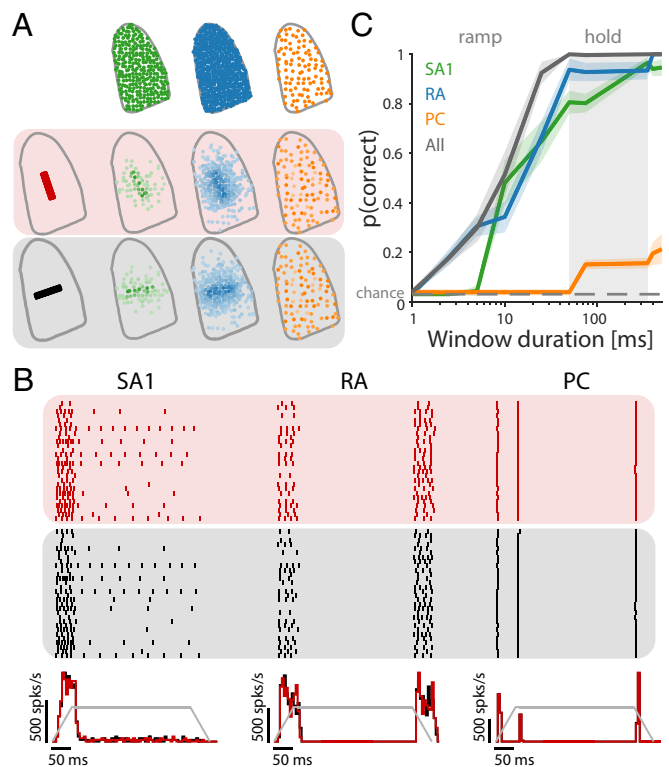 A
C
ramp hold
1
0.8
0.6
0.4
0.2
0
p(correct)
SA1
RA
PC
All
chance
1 10 100
Window duration [ms]
B
SA1 RA PC
500 spks/s
50 ms
500 spks/s
50 ms
500 spks/s
50 ms